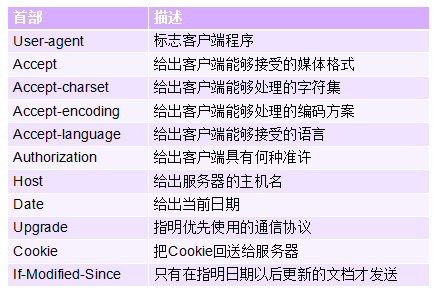 首部 描述
User-agent 标志客户端程序
Accept 给出客户端能够接受的媒体格式
Accept-charset 给出客户端能够处理的字符集
Accept-encoding 给出客户端能够处理的编码方案
Accept-language 给出客户端能够接受的语言
Authorization 给出客户端具有何种准许
Host 给出服务器的主机名
Date 给出当前日期
Upgrade 指明优先使用的通信协议
Cookie 把Cookie回送给服务器
If-Modified-Since 只有在指明日期以后更新的文档才发送